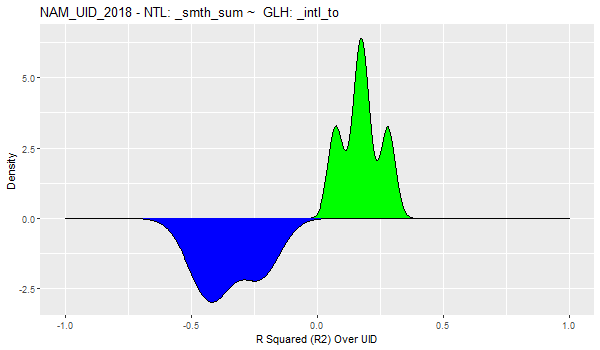 NAM_UID_2018 - NTL: _smth_sum ~  GLH: _intl_to
5.0
2.5
0.0
-2.5
Density
-1.0 -0.5 0.0 0.5 1.0
R Squared (R2) Over UID